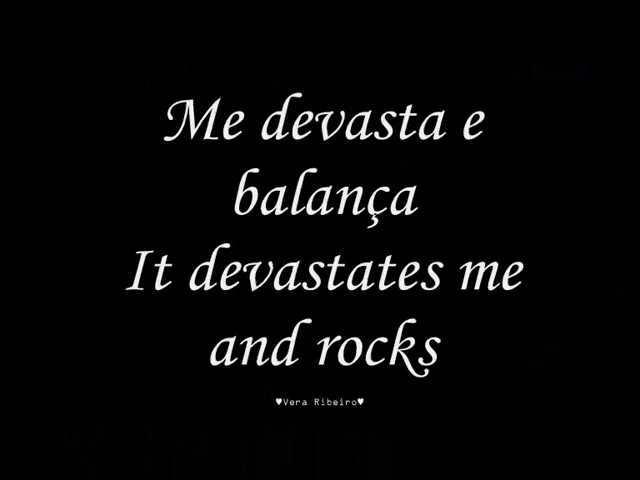 Me devasta e
balança
It devastates me
and rocks
♥Vera Ribeiro♥